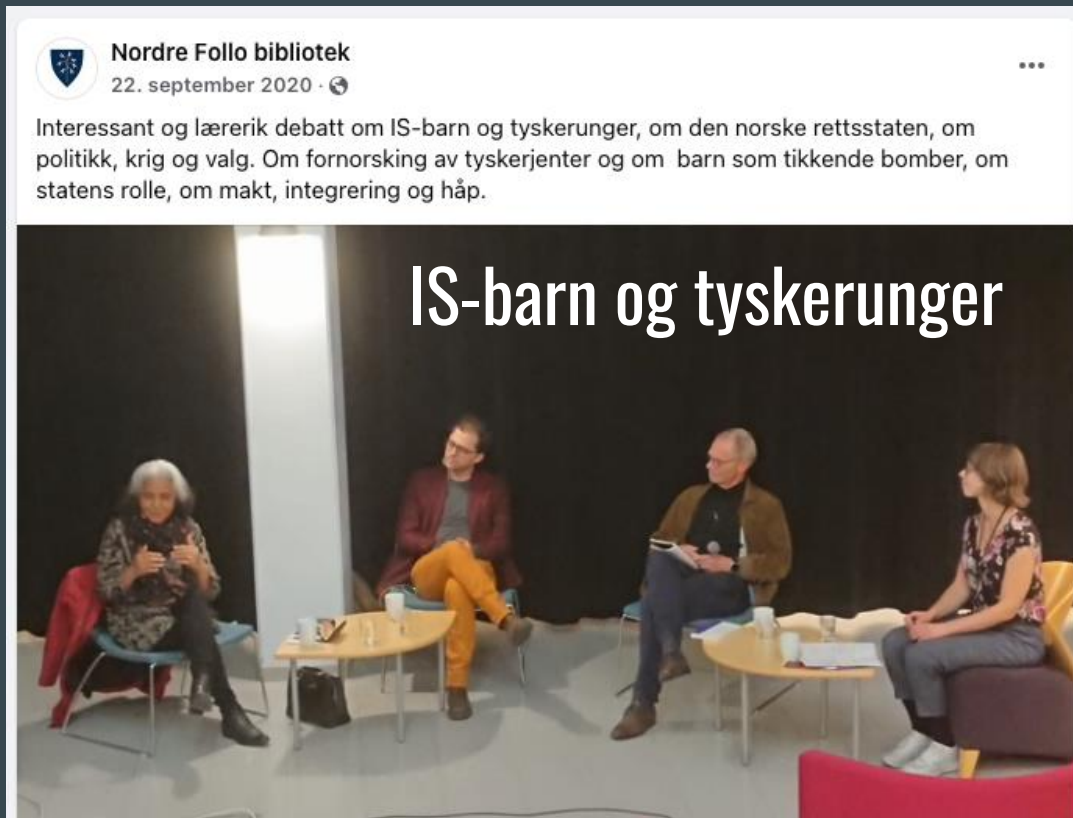 Nordre Follo bibliotek
22. september 2020 ·
Interessant og lærerik debatt om IS-barn og tyskerunger, om den norske rettsstaten, om
politikk, krig og valg. Om fornorsking av tyskerjenter og om barn som tikkende bomber, om
statens rolle, om makt, integrering og håp.
IS-barn og tyskerunger